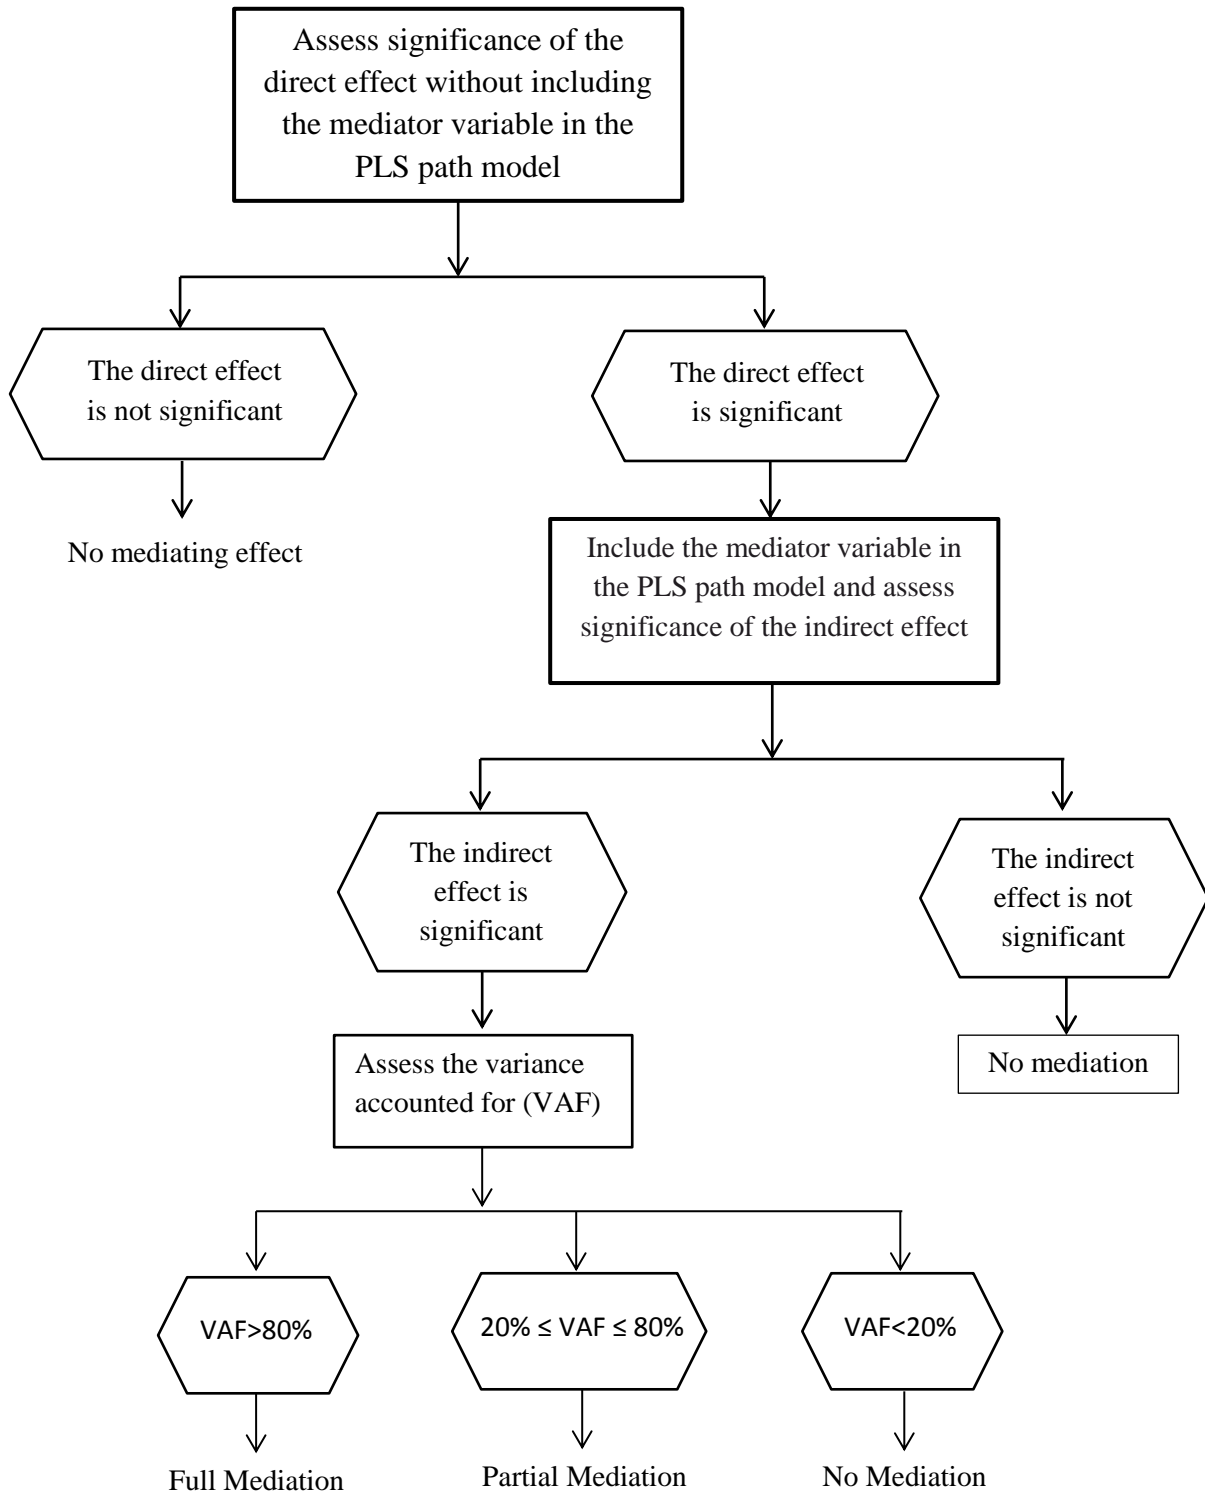 Assess significance of the
direct effect without including
the mediator variable in the
PLS path model
The direct effect
is not significant
The direct effect
is significant
No mediating effect
Include the mediator variable in
the PLS path model and assess
significance of the indirect effect
The indirect
effect is
significant
The indirect
effect is not
significant
Assess the variance
accounted for (VAF)
No mediation
VAF>80%
20% ≤ VAF ≤ 80%
VAF<20%
Full Mediation
Partial Mediation
No Mediation